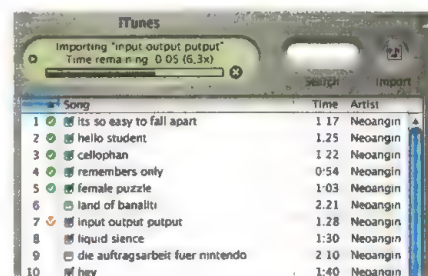 iTunes
Importing "input output putput"
Time remaining 0 05 (6,3x)
Search Import
Song Time Artist
1 its so easy to fall apart 1 17 Neoangin
2 hello student 1.25 Neoangin
3 cellophan 1 22 Neoangin
4 remembers only 0:54 Neoangin
5 female puzzle 1:03 Neoangin
6 land of banaliti 2.21 Neoangin
7 input output putput 1.28 Neoangin
8 liquid sience 1:30 Neoangin
9 die auftragsarbeit fuer nintendo 2 10 Neoangin
10 hey 1:40 Neoangin